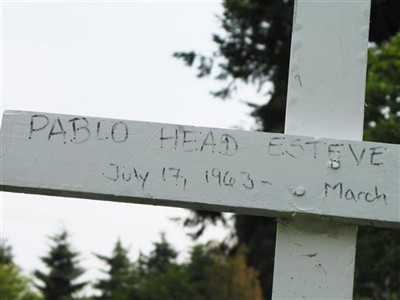 PABLO HEAD ESTEVE
July 17, 1963- March